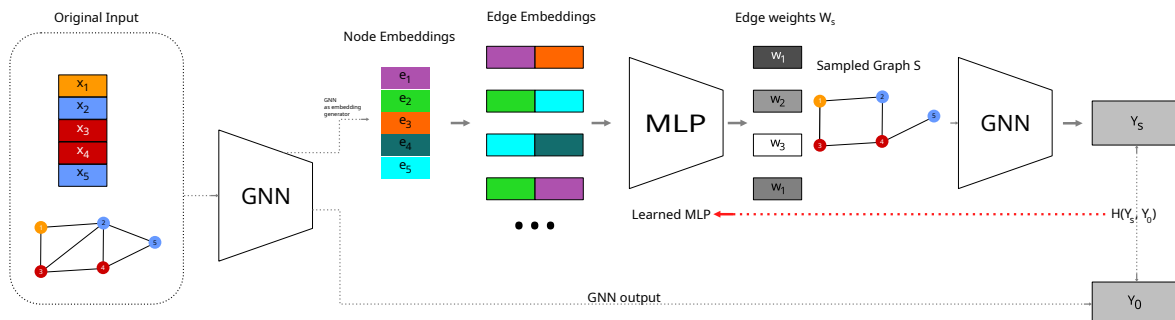 Original Input
x1
x2
x3
x4
x5
1
2
3
4
5
GNN
GNN
as embedding
generator
Node Embeddings
e1
e2
e3
e4
e5
Edge Embeddings
...
MLP
Edge weights Ws
w1
w2
w3
w1
Learned MLP
Sampled Graph S
1
2
3
4
5
GNN
Ys
H(Ys, Y0)
GNN output
Y0